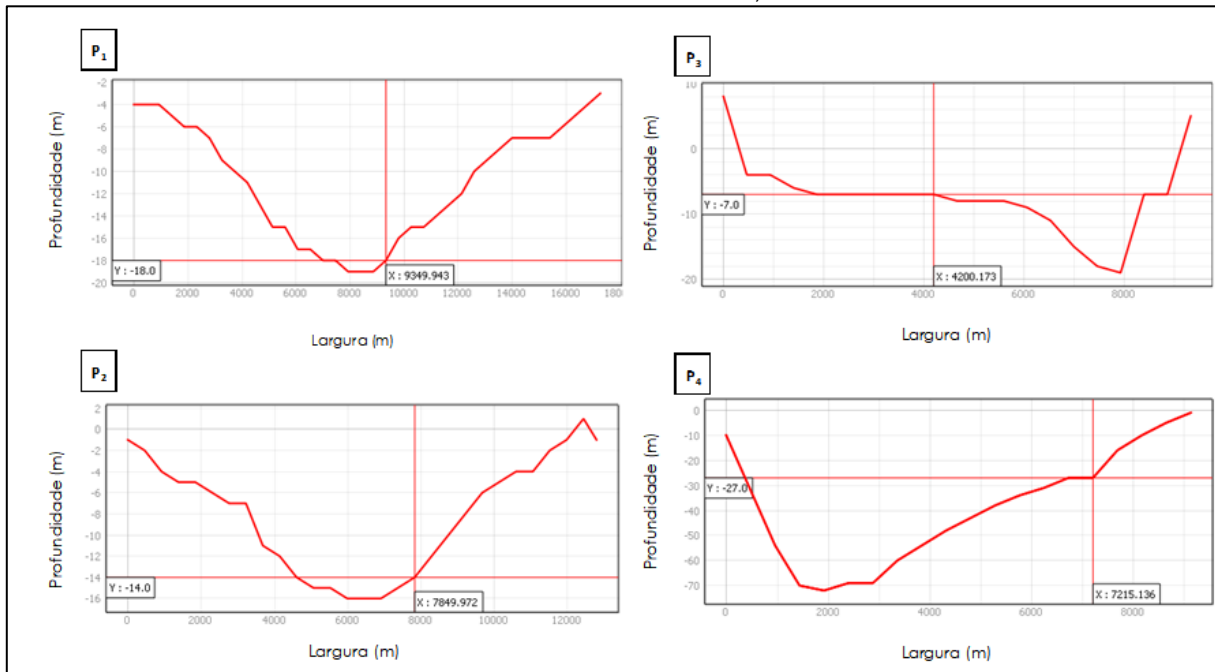 P1
-2
-4
-6
-8
-10
-12
-14
-16
-18
-20
Y : -18.0
X : 9349.943
0 2000 4000 6000 8000 10000 12000 14000 16000 180
Profundidade (m)
Largura (m)
P3
10
0
-10
-20
Y : -7.0
X : 4200.173
0 2000 4000 6000 8000
Profundidade (m)
Largura (m)
P2
2
0
-2
-4
-6
-8
-10
-12
-14
-16
Y : -14.0
X : 7849.972
0 2000 4000 6000 8000 10000 12000
Profundidade (m)
Largura (m)
P4
0
-10
-20
-30
-40
-50
-60
-70
Y : -27.0
X : 7215.136
0 2000 4000 6000 8000
Profundidade (m)
Largura (m)